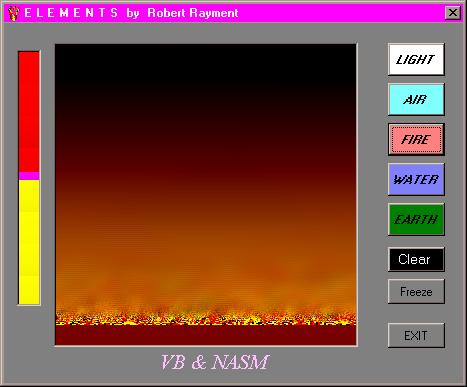 E L E M E N T S by Robert Rayment
LIGHT
AIR
FIRE
WATER
EARTH
Clear
Freeze
EXIT
VB & NASM